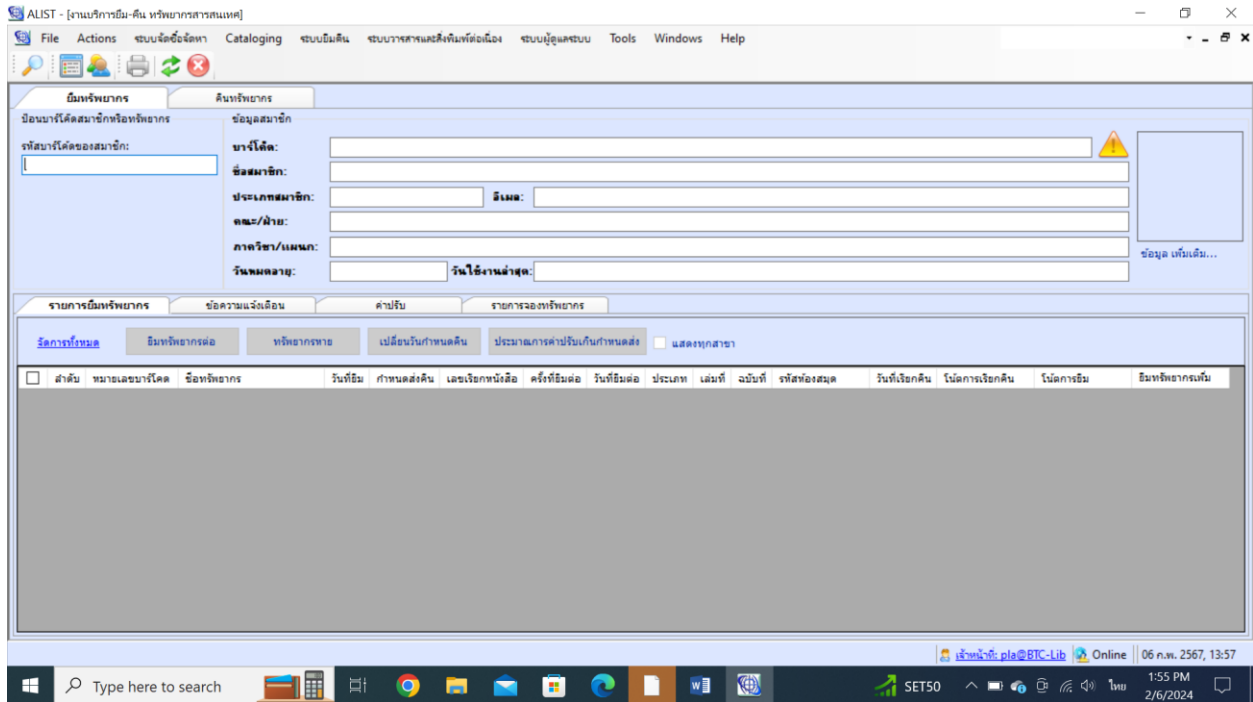 ALIST - [งานบริการยืม-คืน ทรัพยากรสารสนเทศ]
File Actions ระบบจัดซื้อจัดหา Cataloging ระบบยืมคืน ระบบวารสารและสิ่งพิมพ์ต่อเนื่อง ระบบผู้ดูแลระบบ Tools Windows Help
ยืมทรัพยากร คืนทรัพยากร
ป้อนบาร์โค้ดสมาชิกหรือทรัพยากร ข้อมูลสมาชิก
รหัสบาร์โค้ดของสมาชิก: บาร์โค้ด:
ชื่อสมาชิก:
ประเภทสมาชิก: อีเมล:
คณะ/ฝ่าย:
ภาควิชา/แผนก:
ข้อมูล เพิ่มเติม...
วันหมดอายุ: วันใช้งานล่าสุด:
รายการยืมทรัพยากร ข้อความแจ้งเตือน ค่าปรับ รายการจองทรัพยากร
จัดการทั้งหมด ยืมทรัพยากรต่อ ทรัพยากรหาย เปลี่ยนวันกำหนดคืน ประมาณการค่าปรับเกินกำหนดส่ง แสดงทุกสาขา
ลำดับ หมายเลขบาร์โคด ชื่อทรัพยากร วันที่ยืม กำหนดส่งคืน เลขเรียกหนังสือ ครั้งที่ยืมต่อ วันที่ยืมต่อ ประเภท เล่มที่ ฉบับที่ รหัสห้องสมุด วันที่เรียกคืน โน้ตการเรียกคืน โน้ตการยืม ยืมทรัพยากรเพิ่ม
เจ้าหน้าที่: pla@BTC-Lib Online 06 ก.พ. 2567, 13:57
Type here to search SET50 ไทย 1:55 PM
2/6/2024